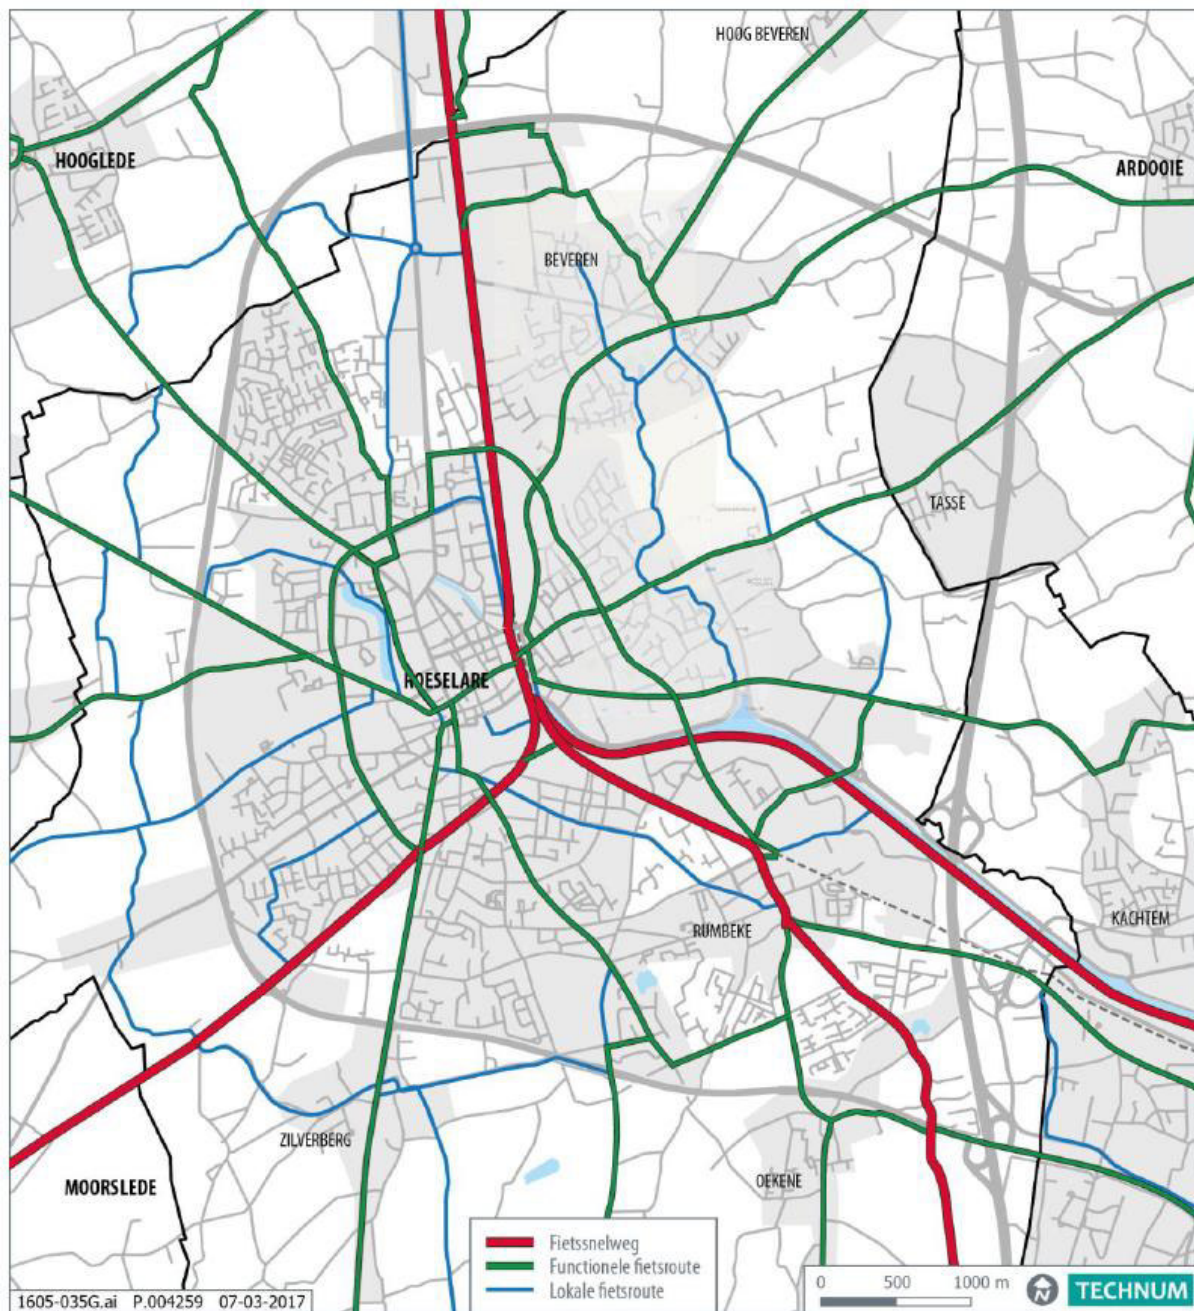 HOOG BEVEREN
HOOGLEDE
ARDOOIE
BEVEREN
TASSE
ROESELARE
RUMBEKE
KACHTEM
ZILVERBERG
MOORSLEDE
OEKENE
Fietssnelweg
Functionele fietsroute
Lokale fietsroute
0 500 1000 m
N
TECHNUM
1605-035G.ai P.004259 07-03-2017